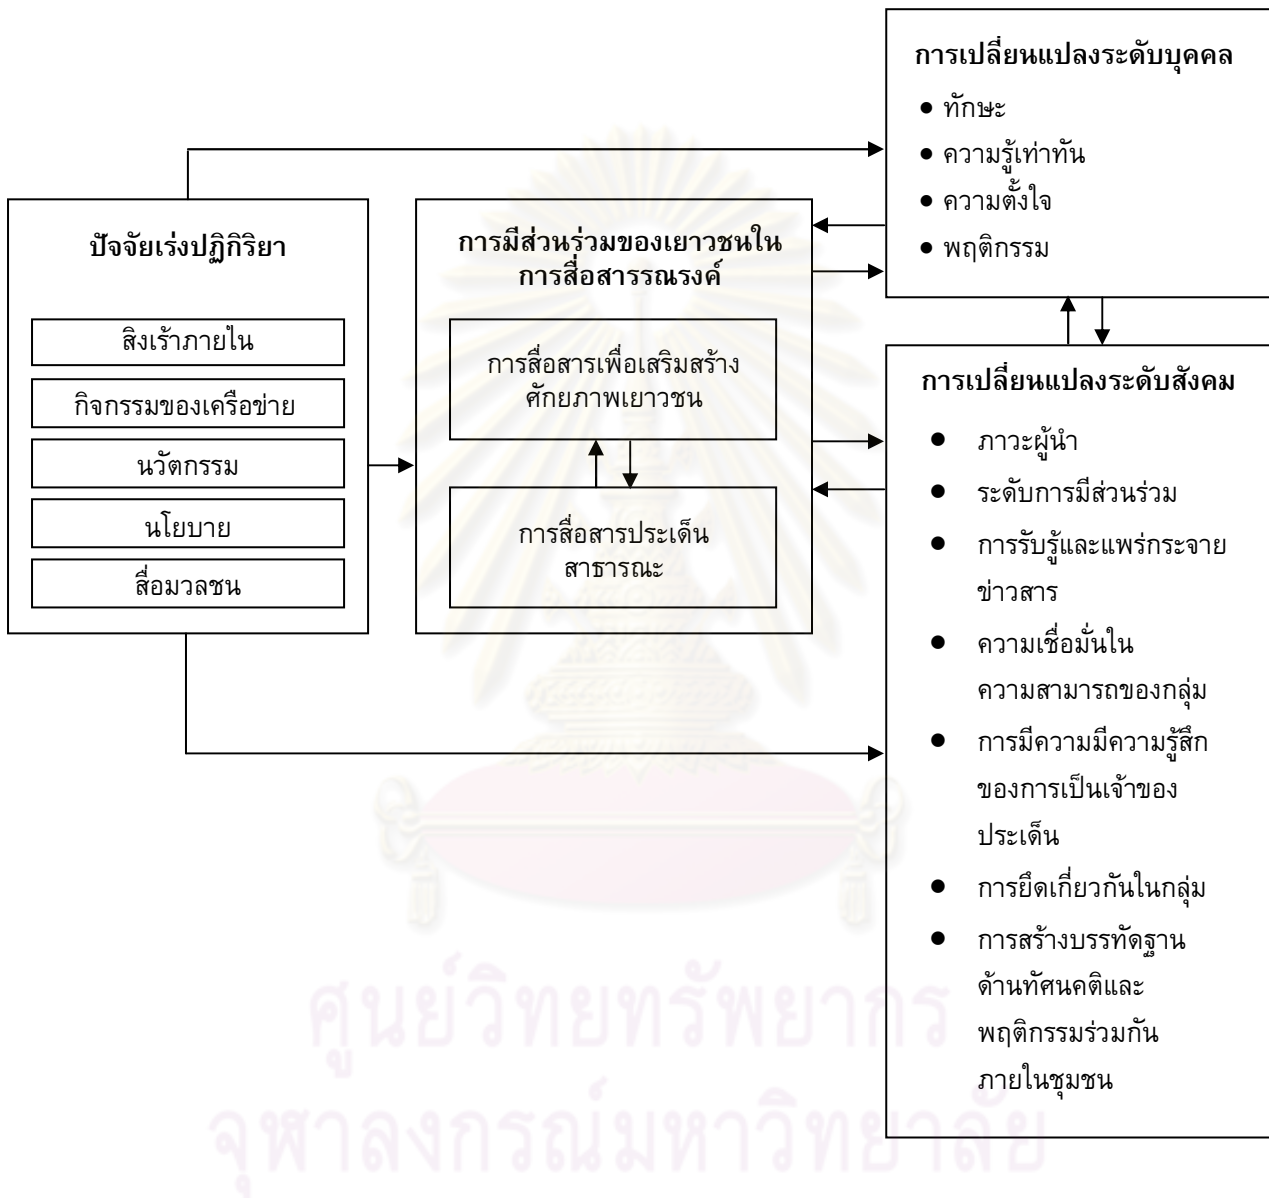 การเปลี่ยนแปลงระดับบุคคล
● ทักษะ
● ความรู้เท่าทัน
● ความตั้งใจ
● พฤติกรรม
ปัจจัยเร่งปฏิกิริยา
สิ่งเร้าภายใน
กิจกรรมของเครือข่าย
นวัตกรรม
นโยบาย
สื่อมวลชน
การมีส่วนร่วมของเยาวชนใน
การสื่อสารรณรงค์
การสื่อสารเพื่อเสริมสร้าง
ศักยภาพเยาวชน
การสื่อสารประเด็น
สาธารณะ
การเปลี่ยนแปลงระดับสังคม
● ภาวะผู้นำ
● ระดับการมีส่วนร่วม
● การรับรู้และแพร่กระจาย
ข่าวสาร
● ความเชื่อมั่นใน
ความสามารถของกลุ่ม
● การมีความมีความรู้สึก
ของการเป็นเจ้าของ
ประเด็น
● การยึดเกี่ยวกันในกลุ่ม
● การสร้างบรรทัดฐาน
ด้านทัศนคติและ
พฤติกรรมร่วมกัน
ภายในชุมชน
ศูนย์วิทยทรัพยากร
จุฬาลงกรณ์มหาวิทยาลัย